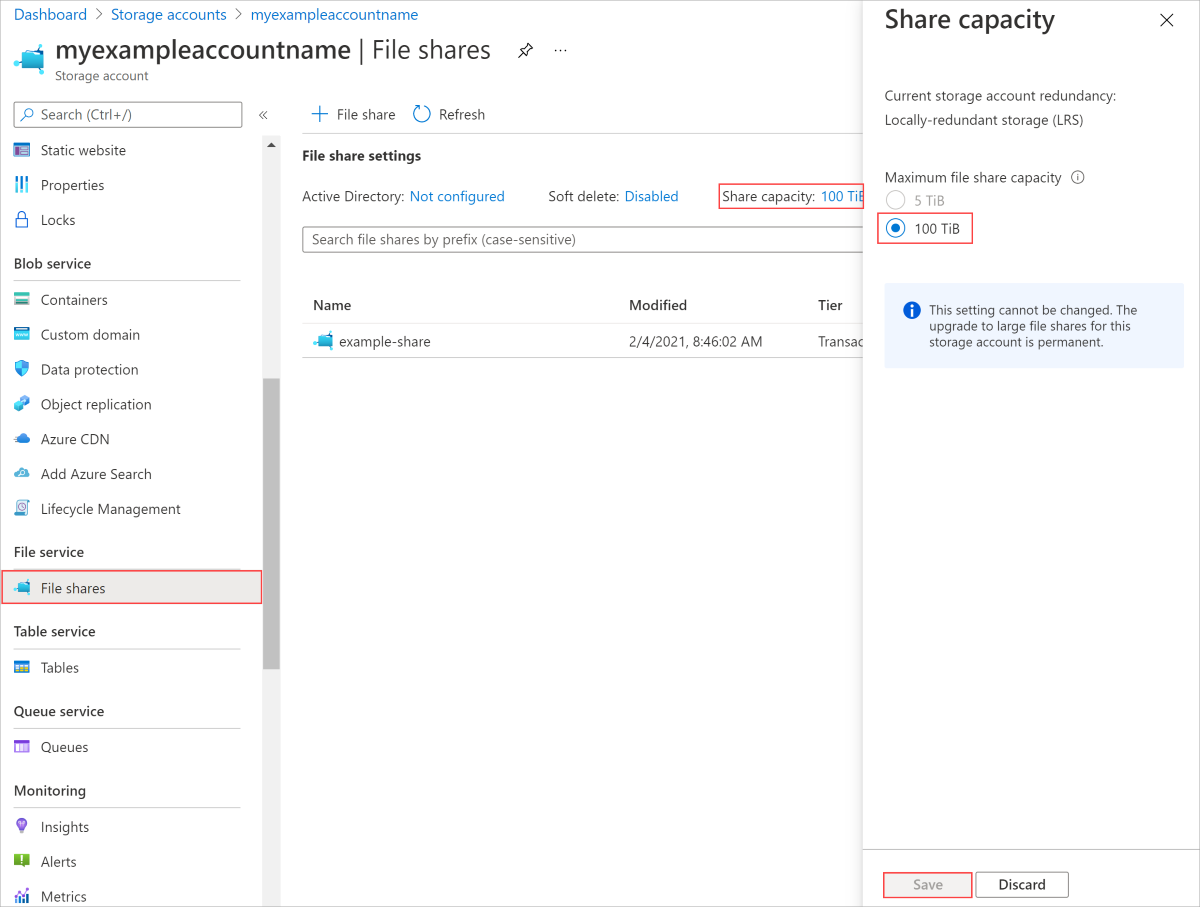 Dashboard > Storage accounts > myexampleaccountname
myexampleaccountname | File shares
Storage account
Search (Ctrl+/)
Static website
Properties
Locks
Blob service
Containers
Custom domain
Data protection
Object replication
Azure CDN
Add Azure Search
Lifecycle Management
File service
File shares
Table service
Tables
Queue service
Queues
Monitoring
Insights
Alerts
Metrics
File share
Refresh
File share settings
Active Directory: Not configured
Soft delete: Disabled
Share capacity: 100 TiB
Search file shares by prefix (case-sensitive)
Name Modified Tier
example-share 2/4/2021, 8:46:02 AM Transac
Share capacity
Current storage account redundancy:
Locally-redundant storage (LRS)
Maximum file share capacity
5 TiB
100 TiB
This setting cannot be changed. The
upgrade to large file shares for this
storage account is permanent.
Save
Discard